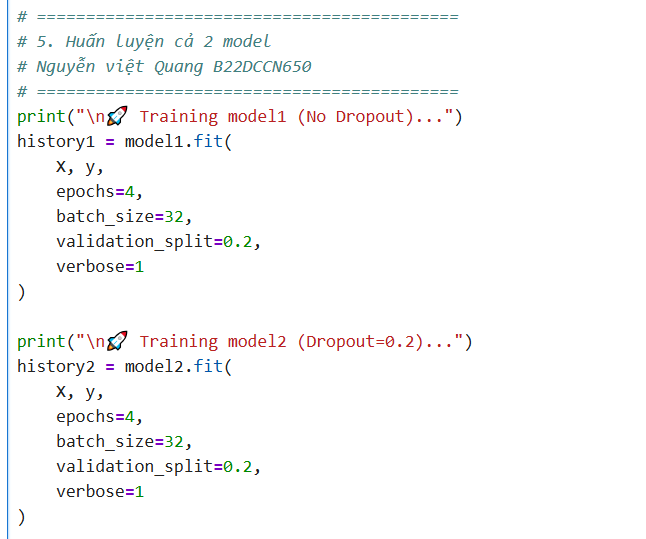 # ===========================================
# 5. Huấn luyện cả 2 model
# Nguyễn việt Quang B22DCCN650
# ===========================================
print("\n🚀 Training model1 (No Dropout)...")
history1 = model1.fit(
    X, y,
    epochs=4,
    batch_size=32,
    validation_split=0.2,
    verbose=1
)

print("\n🚀 Training model2 (Dropout=0.2)...")
history2 = model2.fit(
    X, y,
    epochs=4,
    batch_size=32,
    validation_split=0.2,
    verbose=1
)